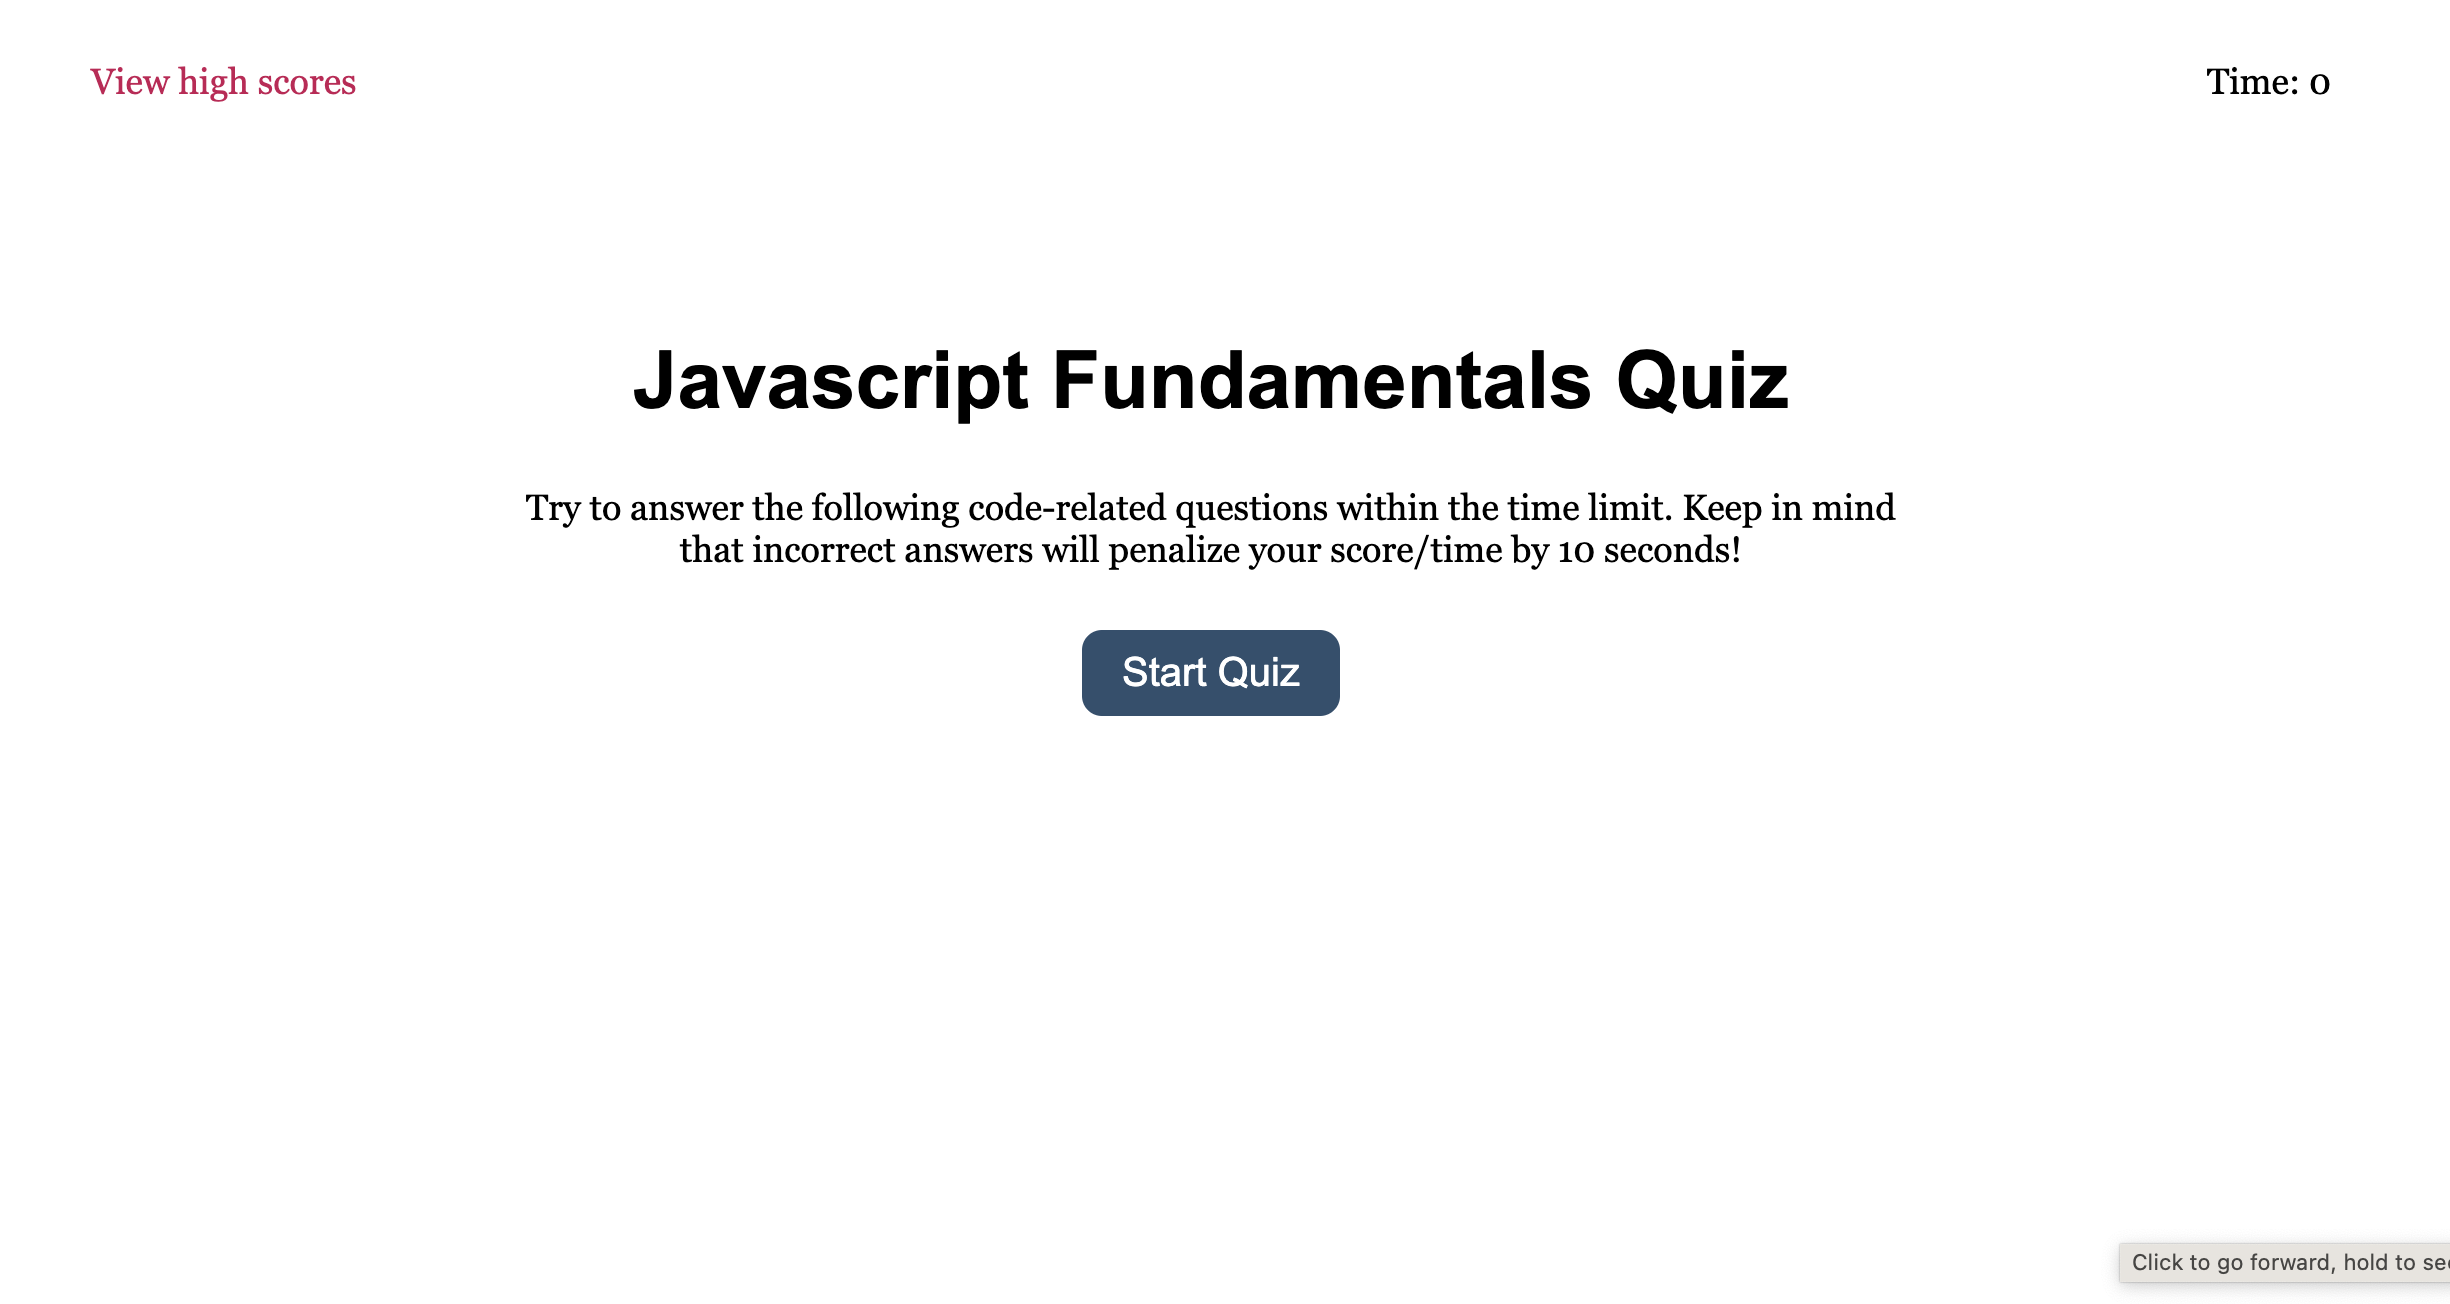 View high scores
Time: 0
Javascript Fundamentals Quiz
Try to answer the following code-related questions within the time limit. Keep in mind
that incorrect answers will penalize your score/time by 10 seconds!
Start Quiz
Click to go forward, hold to